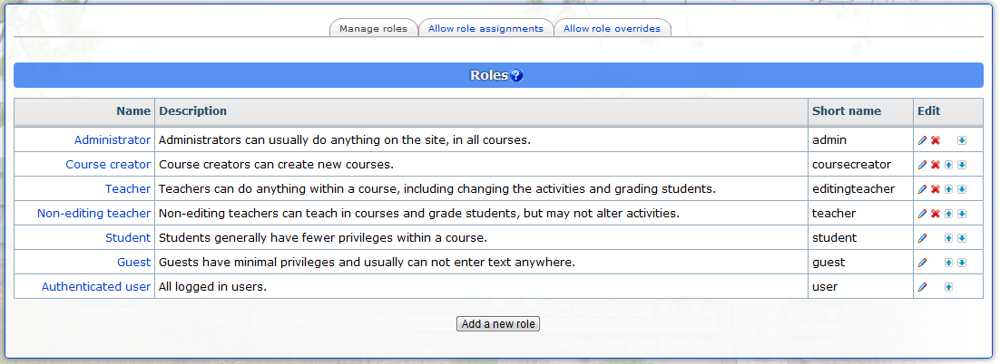 Manage roles Allow role assignments Allow role overrides
Roles ?
Name Description Short name Edit
Administrator Administrators can usually do anything on the site, in all courses. admin
Course creator Course creators can create new courses. coursecreator
Teacher Teachers can do anything within a course, including changing the activities and grading students. editingteacher
Non-editing teacher Non-editing teachers can teach in courses and grade students, but may not alter activities. teacher
Student Students generally have fewer privileges within a course. student
Guest Guests have minimal privileges and usually can not enter text anywhere. guest
Authenticated user All logged in users. user
Add a new role